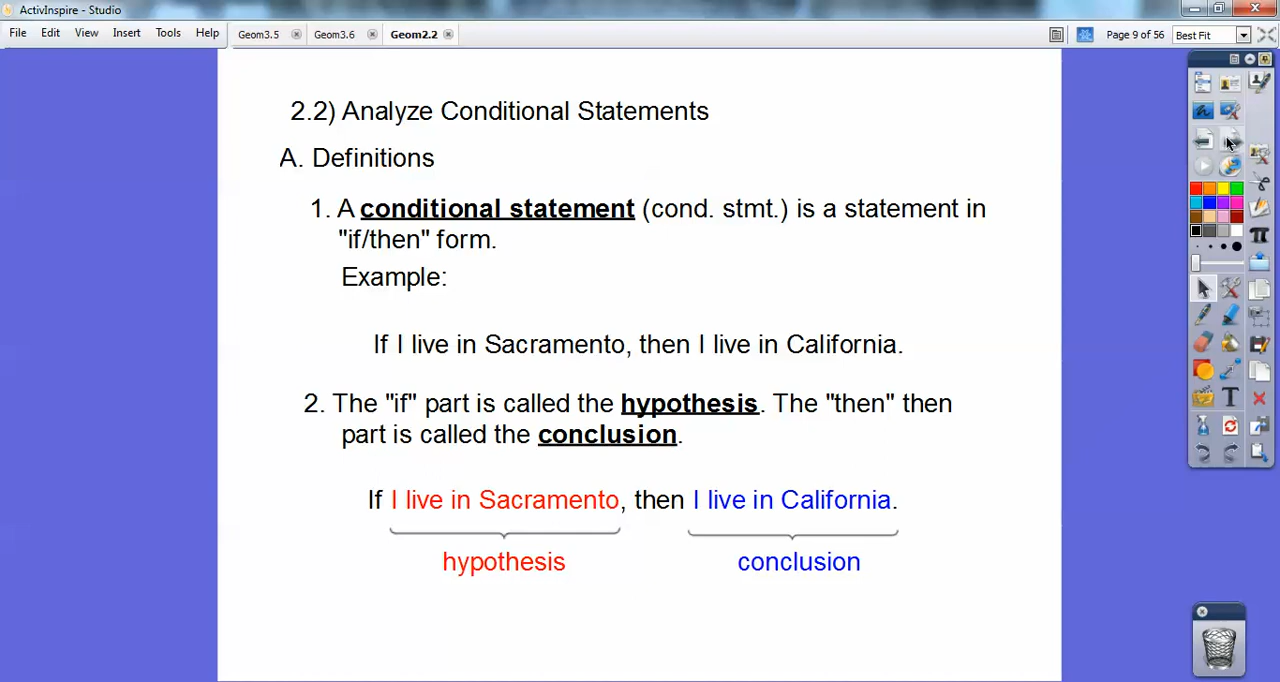 ActivInspire - Studio
File Edit View Insert Tools Help
Geom3.5 Geom3.6 Geom2.2
Page 9 of 56
Best Fit
2.2) Analyze Conditional Statements
A. Definitions
1. A conditional statement (cond. stmt.) is a statement in
"if/then" form.
Example:
If I live in Sacramento, then I live in California.
2. The "if" part is called the hypothesis. The "then" then
part is called the conclusion.
If I live in Sacramento, then I live in California.
hypothesis conclusion